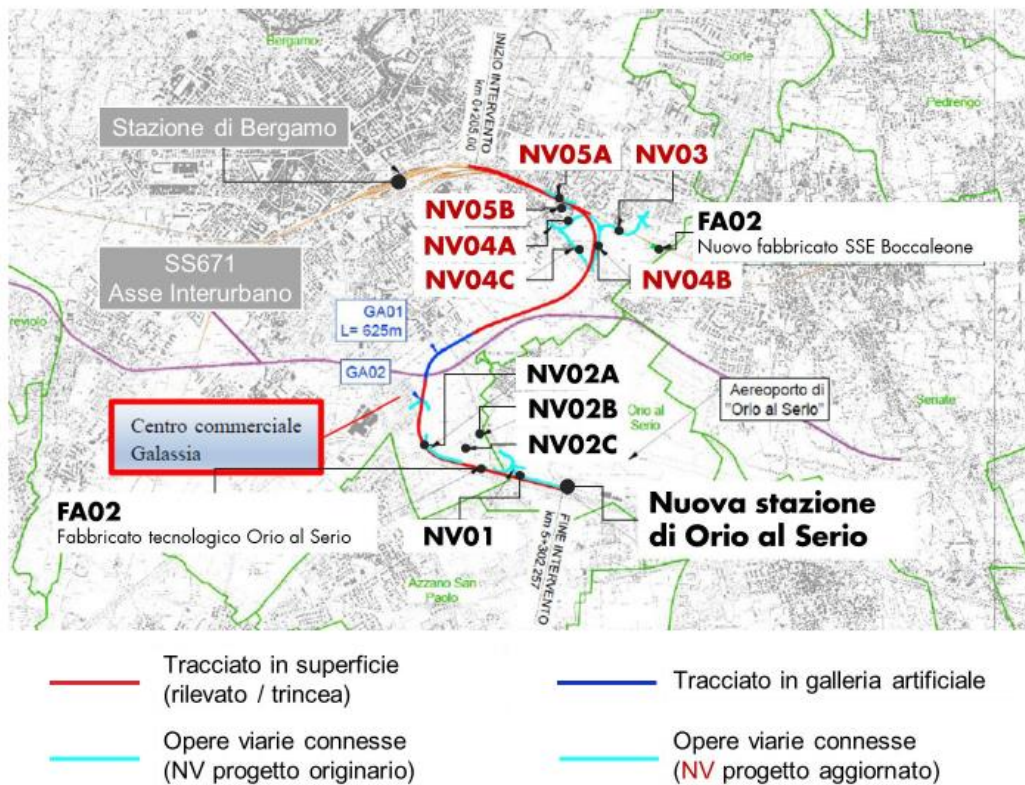 Bergamo
Gorle
Pedrengo
INIZIO INTERVENTO
km 0+205,00
Stazione di Bergamo
NV05A
NV03
NV05B
NV04A
FA02
Nuovo fabbricato SSE Boccaleone
NV04C
NV04B
SS671
Asse Interurbano
GA01
L= 625m
reviolo
GA02
NV02A
Aereoporto di
"Orio al Serio"
Seriate
Centro commerciale
Galassia
NV02B
Orio al
Serio
NV02C
FA02
Fabbricato tecnologico Orio al Serio
NV01
Nuova stazione
di Orio al Serio
FINE INTERVENTO
km 5+302,257
Azzano San
Paolo
Tracciato in superficie
(rilevato / trincea)
Tracciato in galleria artificiale
Opere viarie connesse
(NV progetto originario)
Opere viarie connesse
(NV progetto aggiornato)